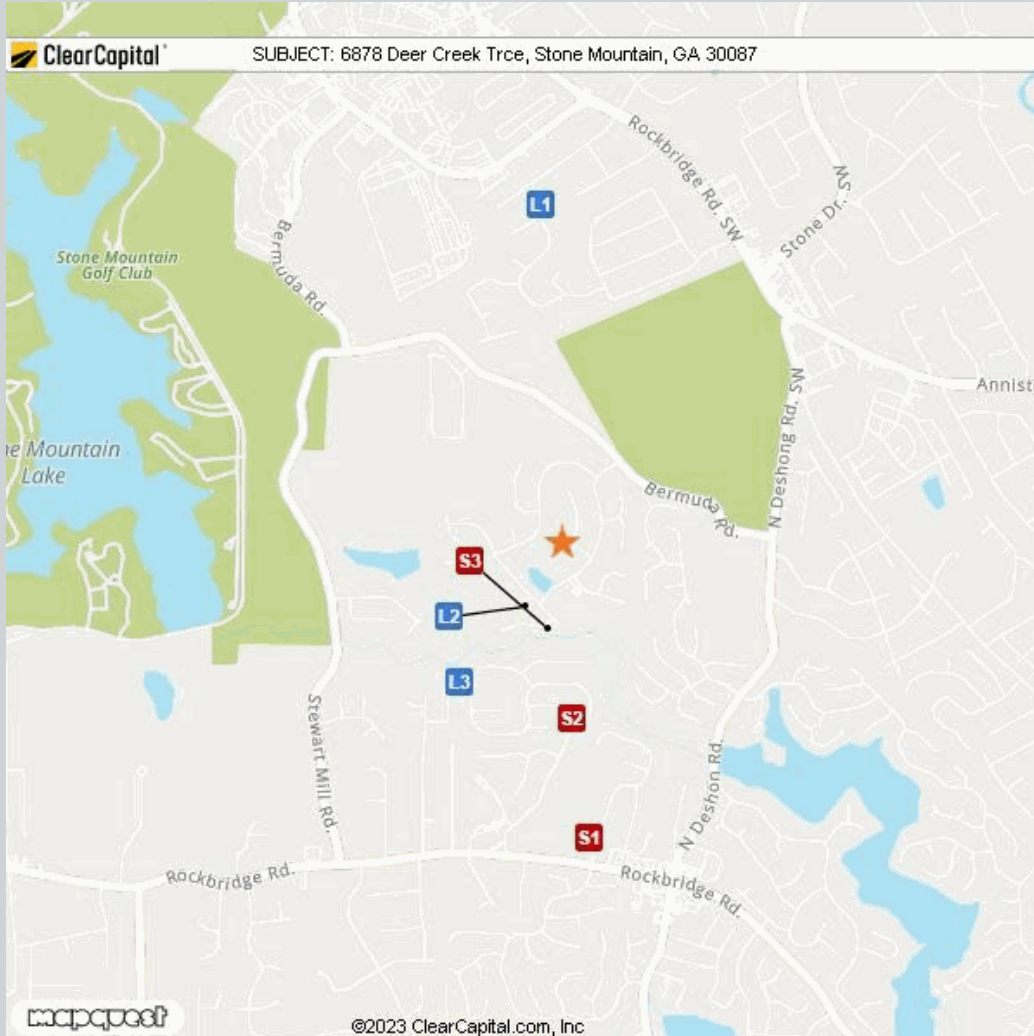 ClearCapital
SUBJECT: 6878 Deer Creek Trce, Stone Mountain, GA 30087
Rockbridge Rd. SW
Stone Dr. SW
L1
Bermuda Rd.
Stone Mountain
Golf Club
Annist
N Deshong Rd. SW
ne Mountain
Lake
Bermuda Rd.
S3
L2
L3
S2
Stewart Mill Rd.
N Deshon Rd.
S1
Rockbridge Rd.
Rockbridge Rd.
mapquest
©2023 ClearCapital.com, Inc